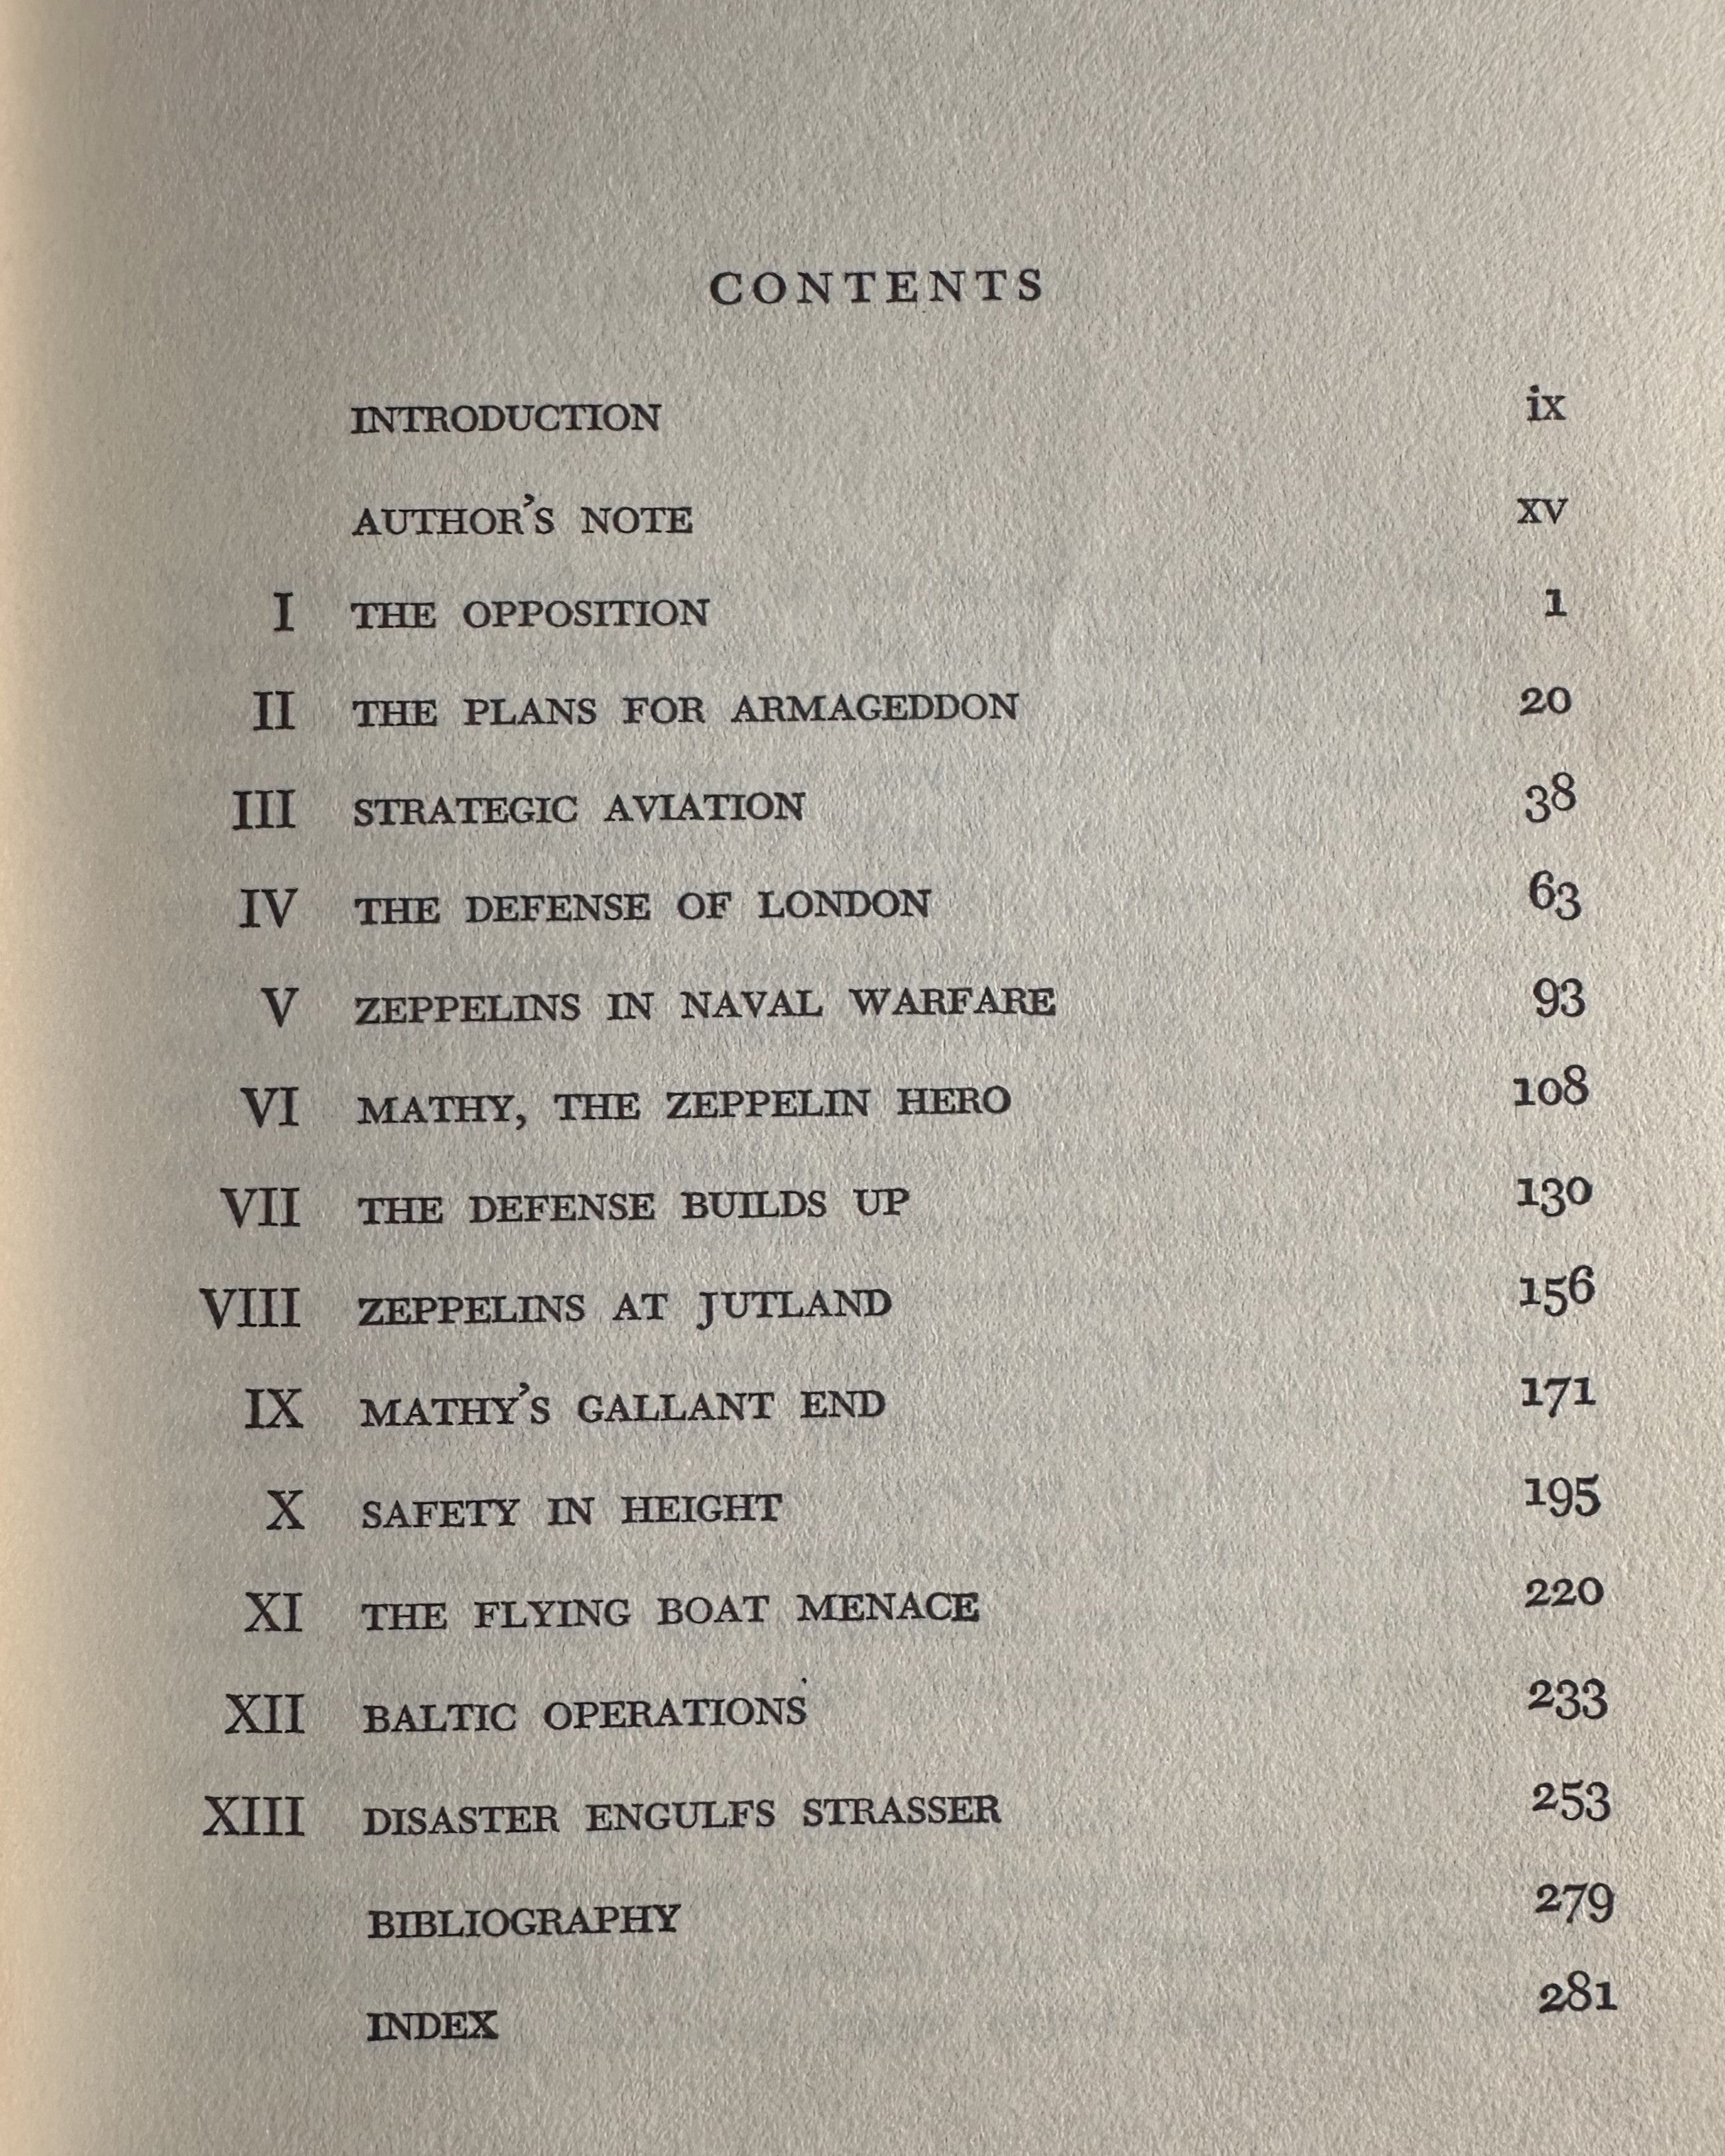 CONTENTS
INTRODUCTION ix
AUTHOR'S NOTE xv
I THE OPPOSITION 1
II THE PLANS FOR ARMAGEDDON 20
III STRATEGIC AVIATION 38
IV THE DEFENSE OF LONDON 63
V ZEPPELINS IN NAVAL WARFARE 93
VI MATHY, THE ZEPPELIN HERO 108
VII THE DEFENSE BUILDS UP 130
VIII ZEPPELINS AT JUTLAND 156
IX MATHY'S GALLANT END 171
X SAFETY IN HEIGHT 195
XI THE FLYING BOAT MENACE 220
XII BALTIC OPERATIONS 233
XIII DISASTER ENGULFS STRASSER 253
BIBLIOGRAPHY 279
INDEX 281